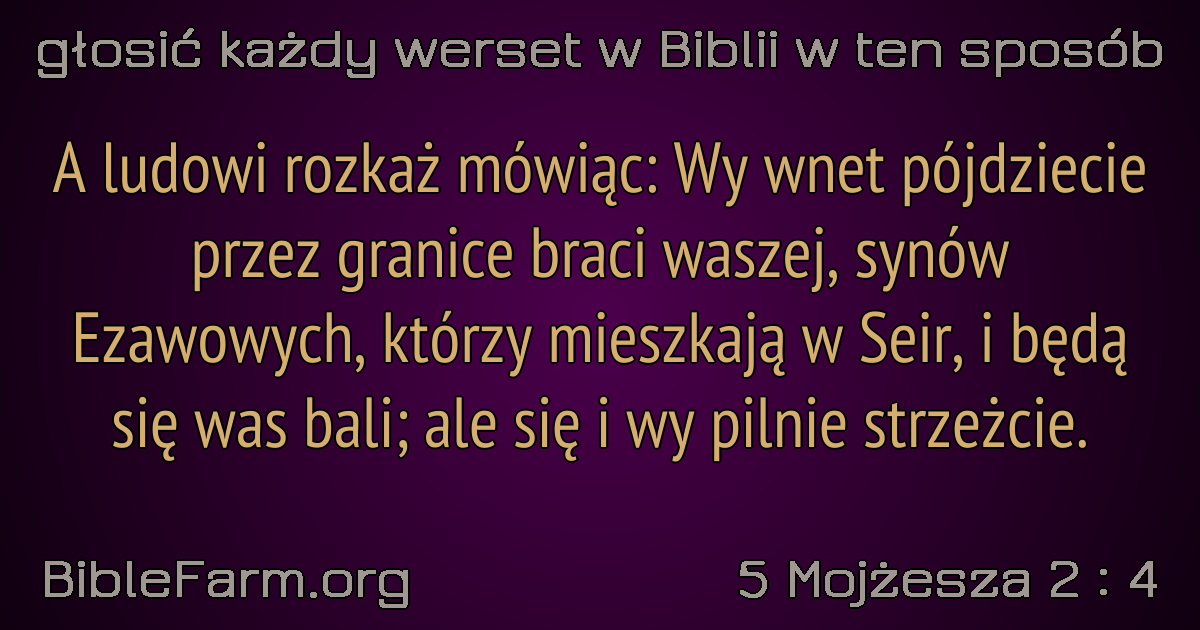 głosić każdy werset w Biblii w ten sposób
A ludowi rozkaż mówiąc: Wy wnet pójdziecie
przez granice braci waszej, synów
Ezawowych, którzy mieszkają w Seir, i będą
się was bali; ale się i wy pilnie strzeżcie.
BibleFarm.org
5 Mojżesza 2 : 4